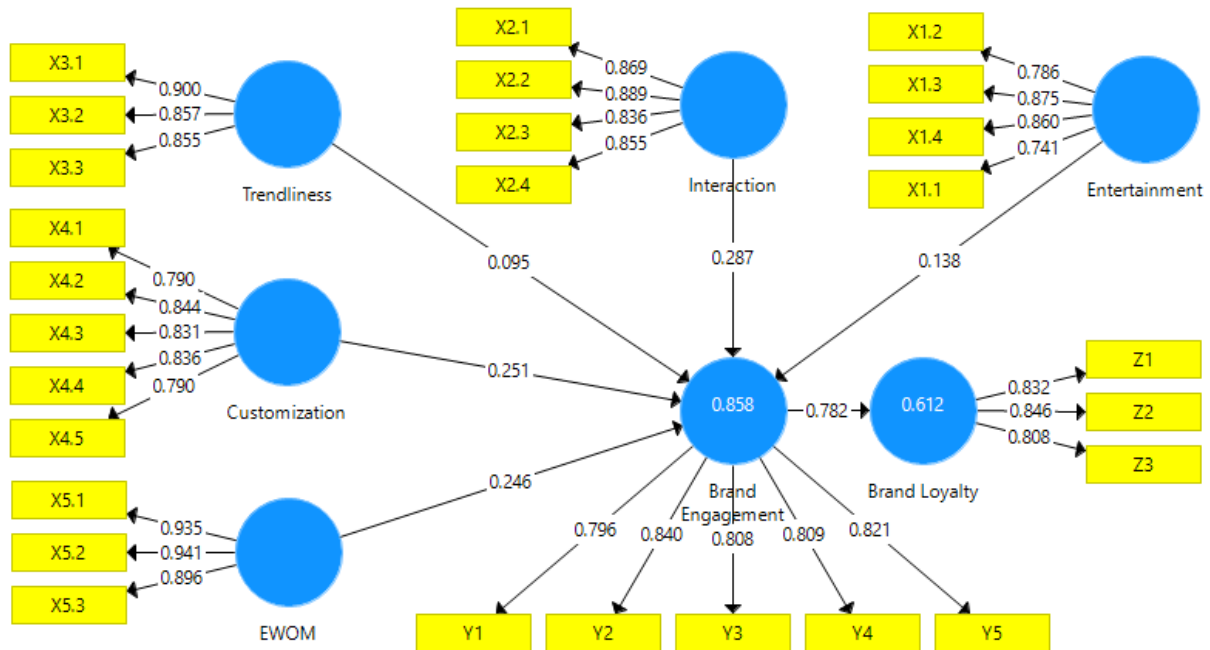 X3.1
X3.2
X3.3
0.900
0.857
0.855
Trendliness
X2.1
X2.2
X2.3
X2.4
0.869
0.889
0.836
0.855
Interaction
X1.2
X1.3
X1.4
X1.1
0.786
0.875
0.860
0.741
Entertainment
X4.1
X4.2
X4.3
X4.4
X4.5
0.790
0.844
0.831
0.836
0.790
Customization
0.095
0.287
0.138
0.251
0.246
X5.1
X5.2
X5.3
0.935
0.941
0.896
EWOM
0.858
Brand
Engagement
0.782
0.612
Brand Loyalty
0.832
0.846
0.808
Z1
Z2
Z3
0.796
0.840
0.808
0.809
0.821
Y1
Y2
Y3
Y4
Y5